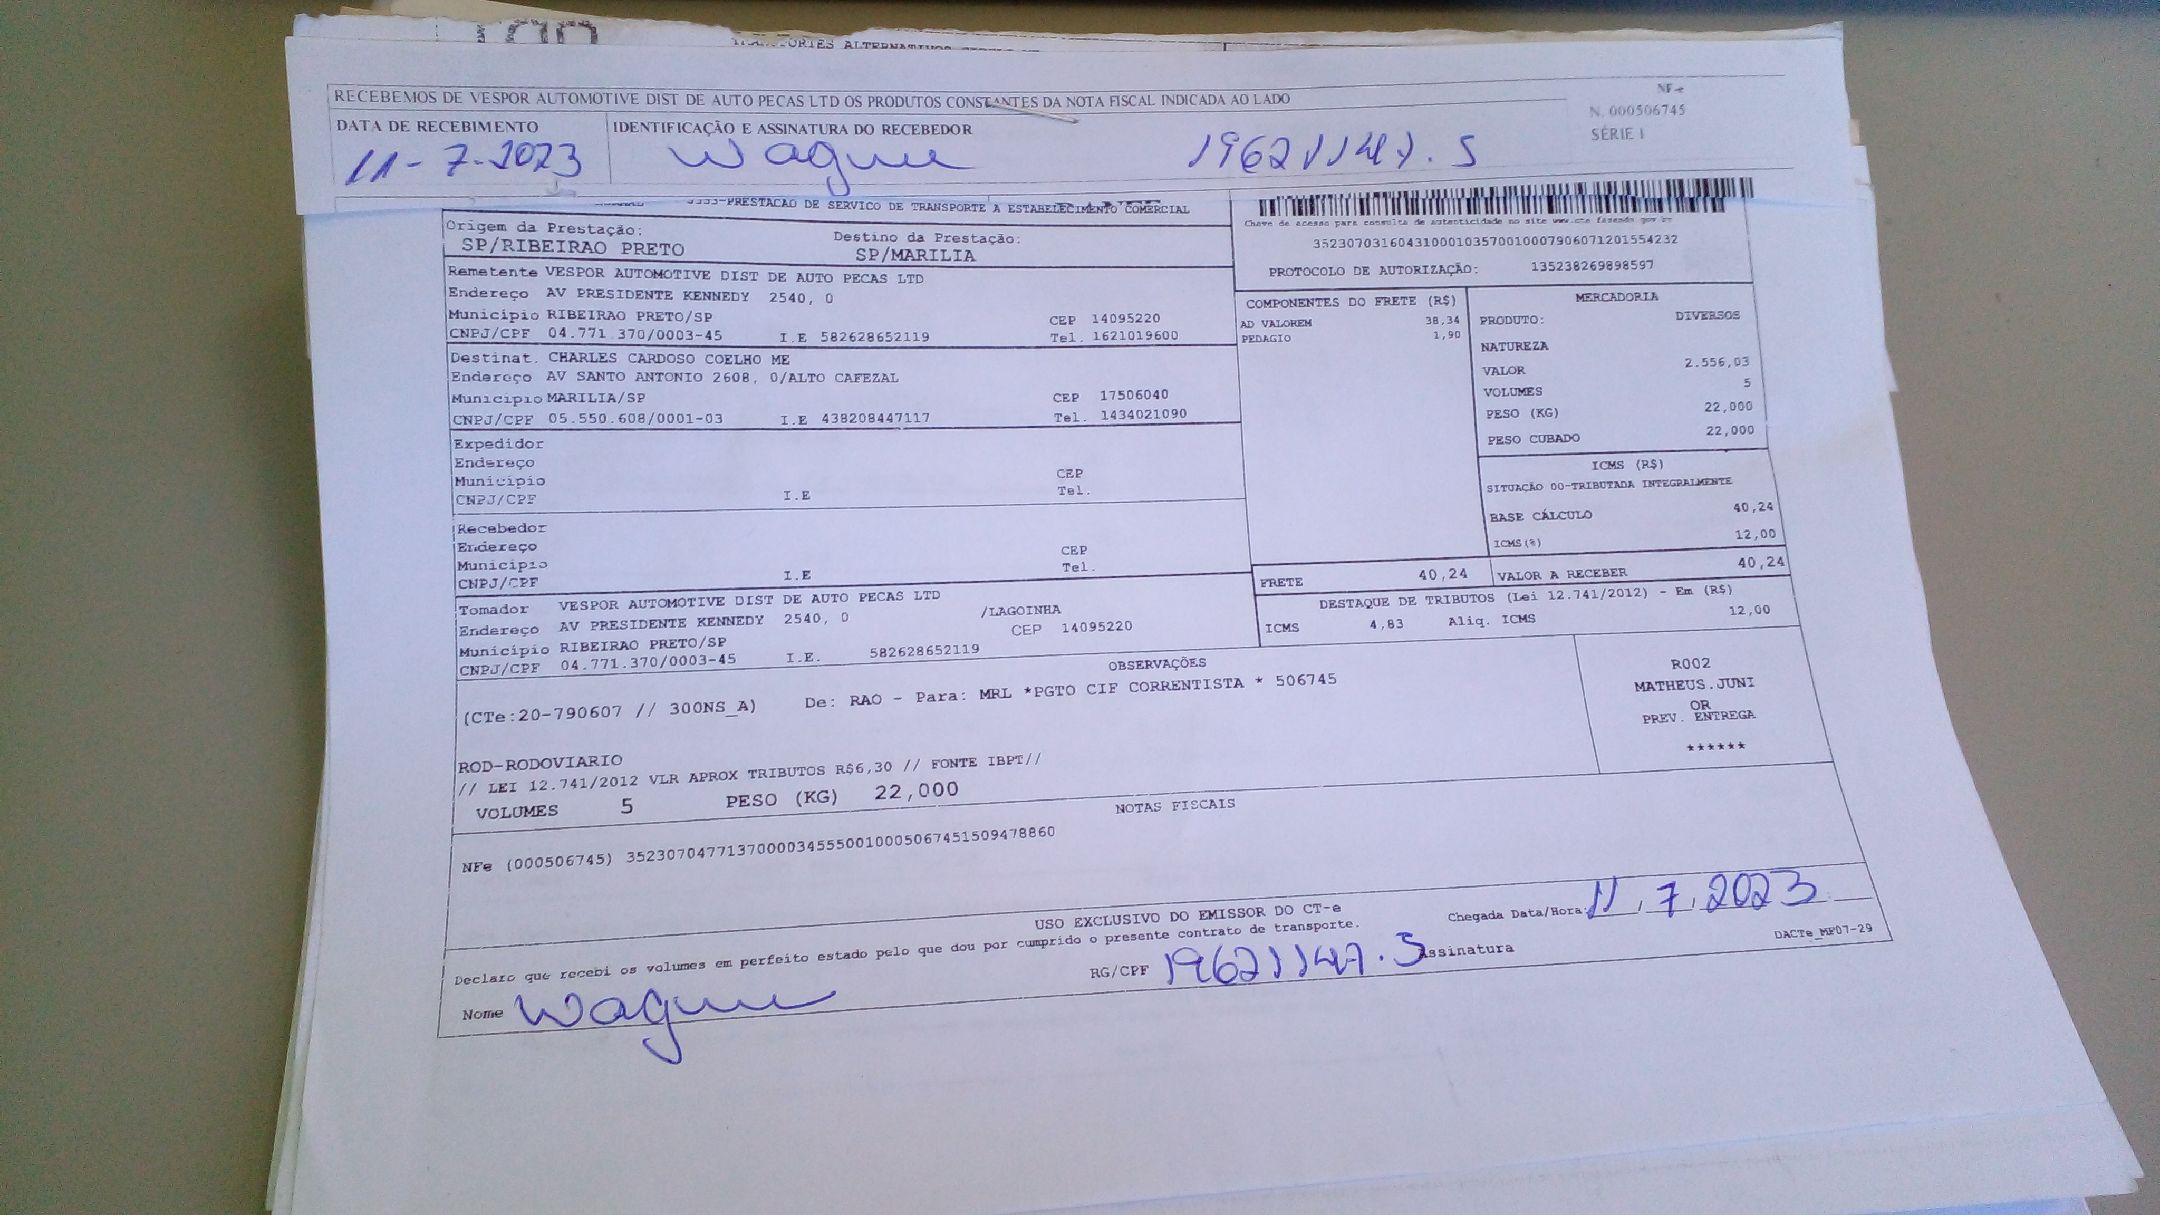 RECEBEMOS DE VESPOR AUTOMOTIVE DIST DE AUTO PECAS LTD OS PRODUTOS CONSTANTES DA NOTA FISCAL INDICADA AO LADO
NF-e
N. 000506745
SÉRIE 1
DATA DE RECEBIMENTO
IDENTIFICAÇÃO E ASSINATURA DO RECEBEDOR
11-7-2023
Wagner
-PRESTACAO DE SERVICO DE TRANSPORTE A ESTABELECIMENTO COMERCIAL
Origem da Prestação:
SP/RIBEIRAO PRETO
Destino da Prestação:
SP/MARILIA
Chave de acesso para consulta de autenticidade no site www.cte.fazenda.gov.br
35230703160431000103570010007906071201554232
PROTOCOLO DE AUTORIZAÇÃO: 135238269898597
Remetente VESPOR AUTOMOTIVE DIST DE AUTO PECAS LTD
Endereço AV PRESIDENTE KENNEDY 2540, 0
Município RIBEIRAO PRETO/SP CEP 14095220
CNPJ/CPF 04.771.370/0003-45 I.E 582628652119 Tel. 1621019600
Destinat. CHARLES CARDOSO COELHO ME
Endereço AV SANTO ANTONIO 2608, 0/ALTO CAFEZAL
Município MARILIA/SP CEP 17506040
CNPJ/CPF 05.550.608/0001-03 I.E 438208447117 Tel. 1434021090
Expedidor
Endereço
Município CEP
CNPJ/CPF I.E Tel.
Recebedor
Endereço
Município CEP
CNPJ/CPF I.E Tel.
Tomador VESPOR AUTOMOTIVE DIST DE AUTO PECAS LTD
Endereço AV PRESIDENTE KENNEDY 2540, 0 /LAGOINHA
Município RIBEIRAO PRETO/SP CEP 14095220
CNPJ/CPF 04.771.370/0003-45 I.E. 582628652119
COMPONENTES DO FRETE (R$)
AD VALOREM 38,34
PEDAGIO 1,90
MERCADORIA
PRODUTO: DIVERSOS
NATUREZA
VALOR 2.556,03
VOLUMES 5
PESO (KG) 22,000
PESO CUBADO 22,000
ICMS (R$)
SITUAÇÃO 00-TRIBUTADA INTEGRALMENTE
BASE CÁLCULO 40,24
ICMS(%) 12,00
FRETE 40,24 VALOR A RECEBER 40,24
DESTAQUE DE TRIBUTOS (Lei 12.741/2012) - Em (R$)
ICMS 4,83 Aliq. ICMS 12,00
OBSERVAÇÕES
(CTe:20-790607 // 300NS_A) De: RAO - Para: MRL *PGTO CIF CORRENTISTA * 506745
R002
MATHEUS.JUNI
OR
PREV. ENTREGA
******
ROD-RODOVIARIO
// LEI 12.741/2012 VLR APROX TRIBUTOS R$6,30 // FONTE IBPT//
VOLUMES 5 PESO (KG) 22,000
NOTAS FISCAIS
NFe (000506745) 35230704771370000345550010005067451509478860
USO EXCLUSIVO DO EMISSOR DO CT-e
Chegada Data/Hora: 11,7,2023
Declaro que recebi os volumes em perfeito estado pelo que dou por cumprido o presente contrato de transporte.
DACTe_MF07-29
Nome Wagner
RG/CPF
Assinatura